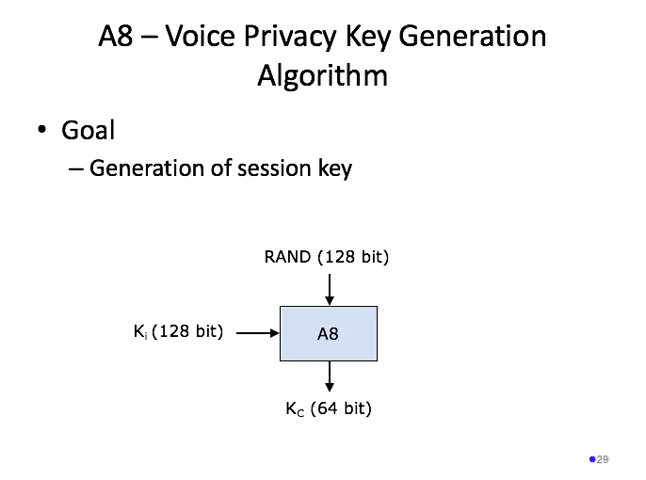 A8 – Voice Privacy Key Generation
Algorithm
• Goal
– Generation of session key
RAND (128 bit)
Ki (128 bit)
A8
KC (64 bit)
29